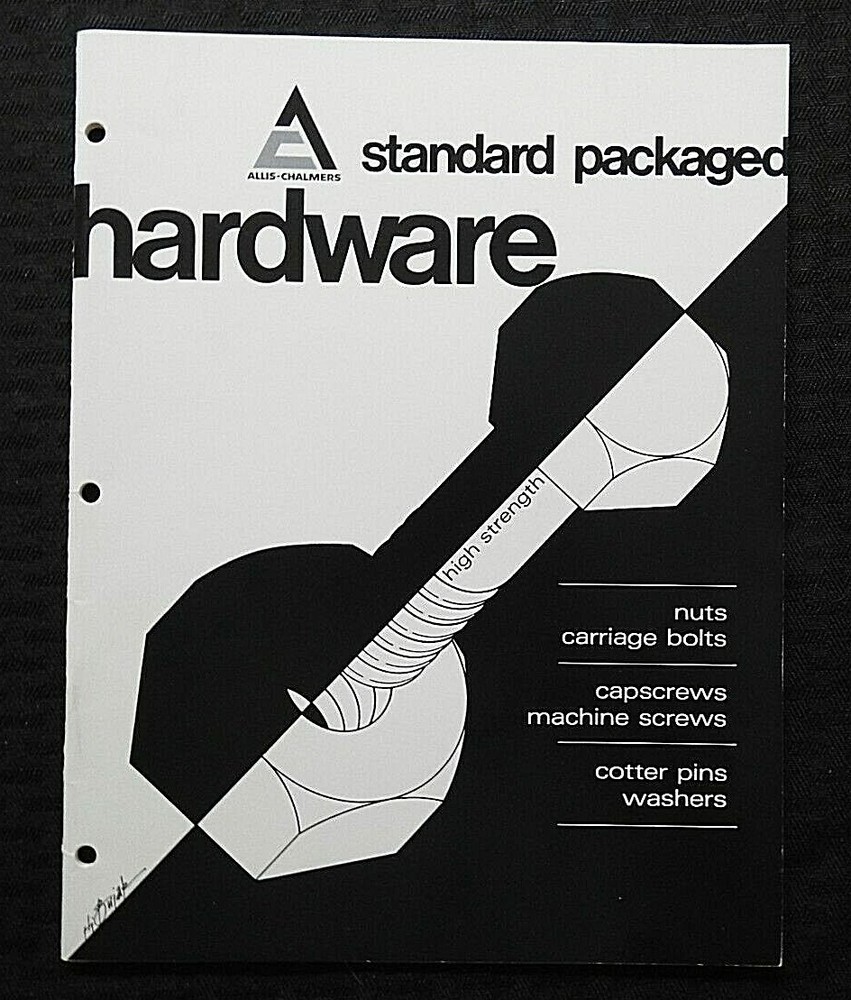 standard packaged
ALLIS-CHALMERS
hardware
high strength
nuts
carriage bolts
capscrews
machine screws
cotter pins
washers